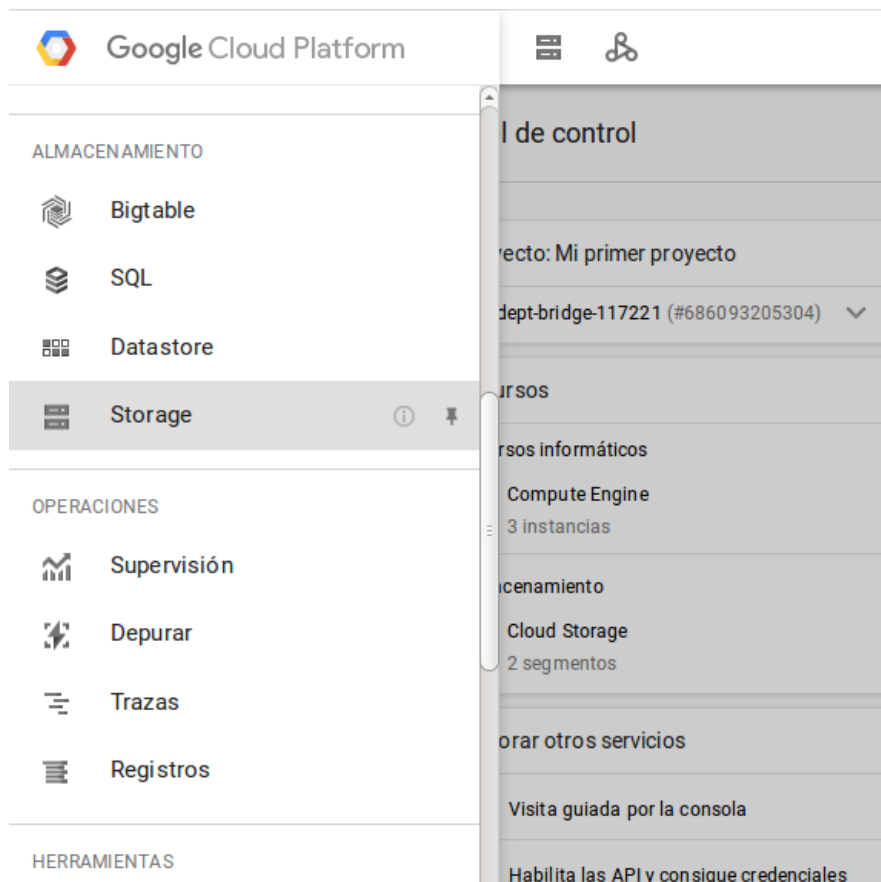 Google Cloud Platform
ALMACENAMIENTO
Bigtable
SQL
Datastore
Storage
OPERACIONES
Supervisión
Depurar
Trazas
Registros
HERRAMIENTAS
l de control
yecto: Mi primer proyecto
dept-bridge-117221 (#686093205304)
ursos
rsos informáticos
Compute Engine
3 instancias
acenamiento
Cloud Storage
2 segmentos
orar otros servicios
Visita guiada por la consola
Habilita las API y consigue credenciales